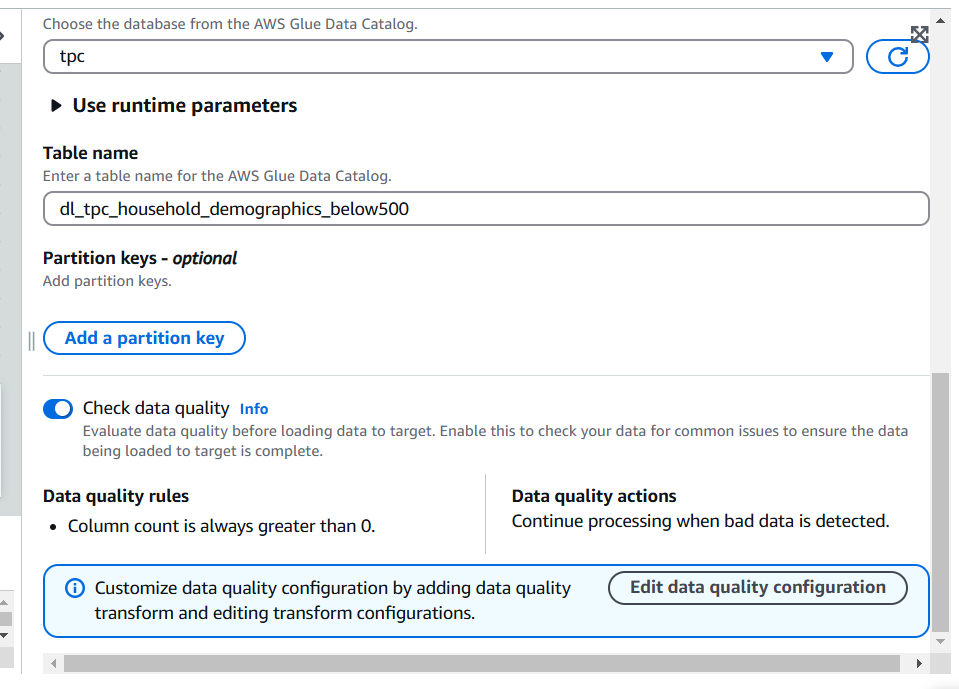 Choose the database from the AWS Glue Data Catalog.
tpc
Use runtime parameters
Table name
Enter a table name for the AWS Glue Data Catalog.
dl_tpc_household_demographics_below500
Partition keys - optional
Add partition keys.
Add a partition key
Check data quality Info
Evaluate data quality before loading data to target. Enable this to check your data for common issues to ensure the data
being loaded to target is complete.
Data quality rules
• Column count is always greater than 0.
Data quality actions
Continue processing when bad data is detected.
Customize data quality configuration by adding data quality
transform and editing transform configurations.
Edit data quality configuration